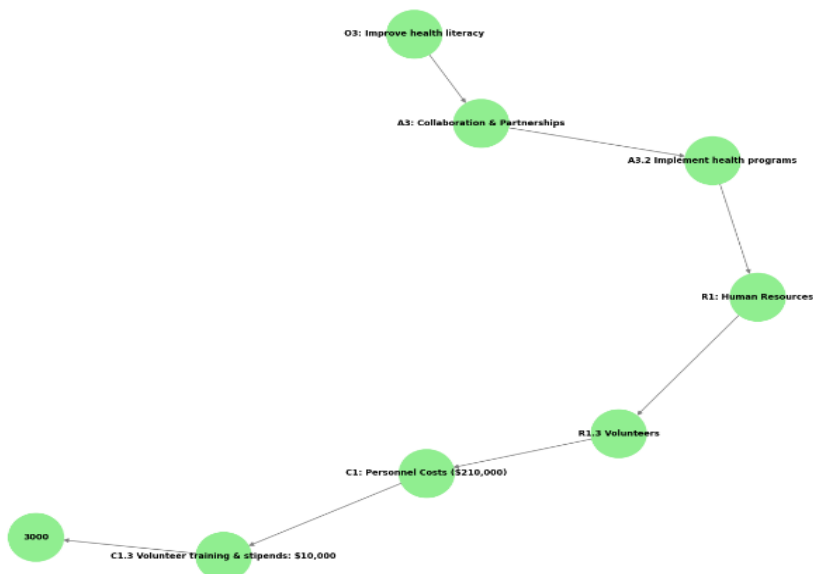 O3: Improve health literacy
A3: Collaboration & Partnerships
A3.2 Implement health programs
R1: Human Resources
R1.3 Volunteers
C1: Personnel Costs ($210,000)
C1.3 Volunteer training & stipends: $10,000
3000